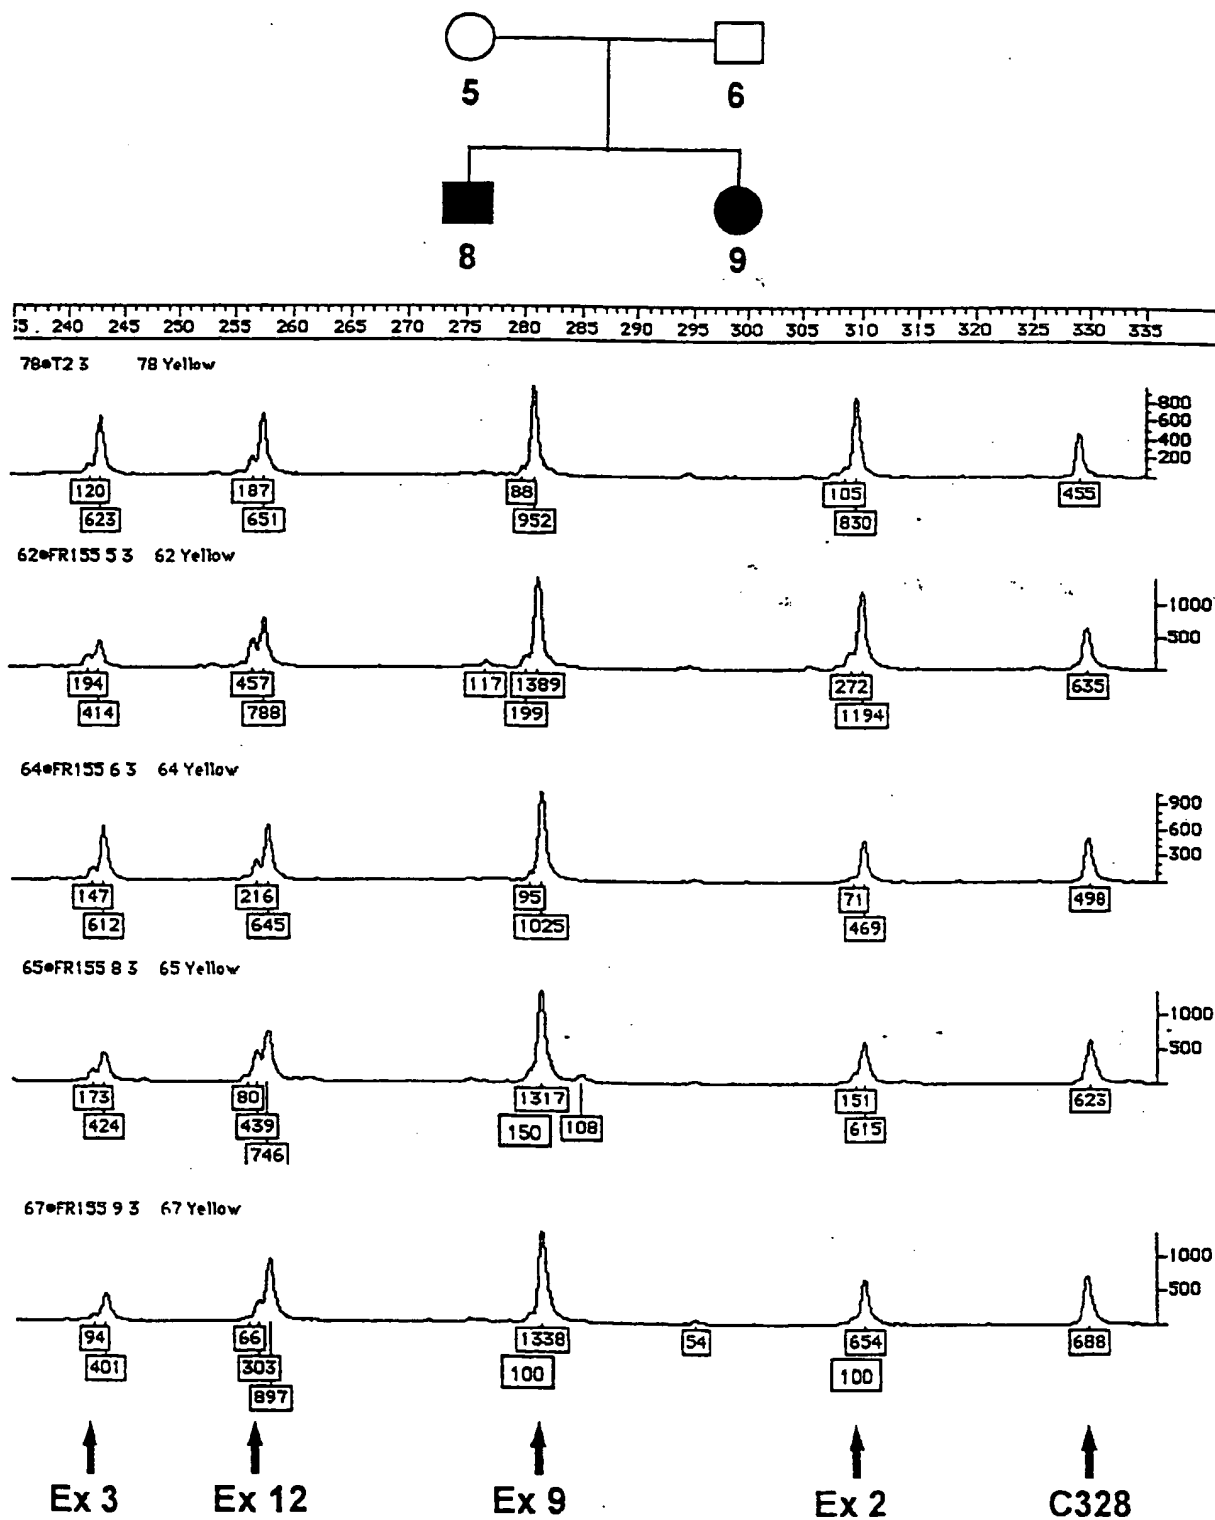 5 6
8 9
35 240 245 250 255 260 265 270 275 280 285 290 295 300 305 310 315 320 325 330 335
78●T2 3 78 Yellow
800
600
400
200
120 187 88 105 455
623 651 952 830
62●FR155 5 3 62 Yellow
1000
500
194 457 117 1389 272 635
414 788 199 1194
64●FR155 6 3 64 Yellow
900
600
300
147 216 95 71 498
612 645 1025 469
65●FR155 8 3 65 Yellow
1000
500
173 80 1317 151 623
424 439 150 108 615
746
67●FR155 9 3 67 Yellow
1000
500
94 66 1338 54 654 688
401 303 100 100
897
Ex 3 Ex 12 Ex 9 Ex 2 C328